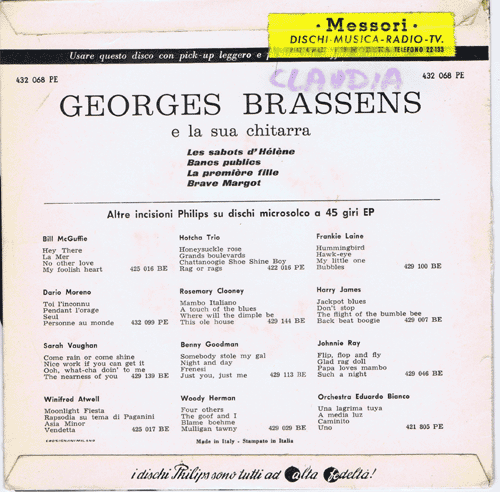 · Messori ·
DISCHI-MUSICA-RADIO-TV.
TELEFONO 22-133
Usare questo disco con pick-up leggero e
CLAUDIA
432 068 PE
432 068 PE
GEORGES BRASSENS
e la sua chitarra
Les sabots d'Hélène
Bancs publics
La première fille
Brave Margot
Altre incisioni Philips su dischi microsolco a 45 giri EP
Bill McGuffie
Hey There
La Mer
No other love
My foolish heart 425 016 BE
Hotcha Trio
Honeysuckle rose
Grands boulevards
Chattanoogie Shoe Shine Boy
Rag or rags 422 018 PE
Frankie Laine
Hummingbird
Hawk-eye
My little one
Bubbles 429 100 BE
Dario Moreno
Toi l'inconnu
Pendant l'orage
Seul
Personne au monde 432 099 PE
Rosemary Clooney
Mambo Italiano
A touch of the blues
Where will the dimple be
This ole house 429 144 BE
Harry James
Jackpot blues
Don't stop
The flight of the bumble bee
Back beat boogie 429 007 BE
Sarah Vaughan
Come rain or come shine
Nice work if you can get it
Ooh, what-cha doin' to me
The nearness of you 429 139 BE
Benny Goodman
Somebody stole my gal
Night and day
Frenesi
Just you, just me 429 113 BE
Johnnie Ray
Flip, flop and fly
Glad rag doll
Papa loves mambo
Such a night 429 046 BE
Winifred Atwell
Moonlight Fiesta
Rapsodia su tema di Paganini
Asia Minor
Vendetta 425 017 BE
Woody Herman
Four others
The goof and I
Blame boehme
Mulligan tawny 429 029 BE
Orchestra Eduardo Bianco
Una lagrima tuya
A media luz
Caminito
Uno 421 805 PE
Made in Italy - Stampato in Italia
i dischi Philips sono tutti ad alta fedeltà!